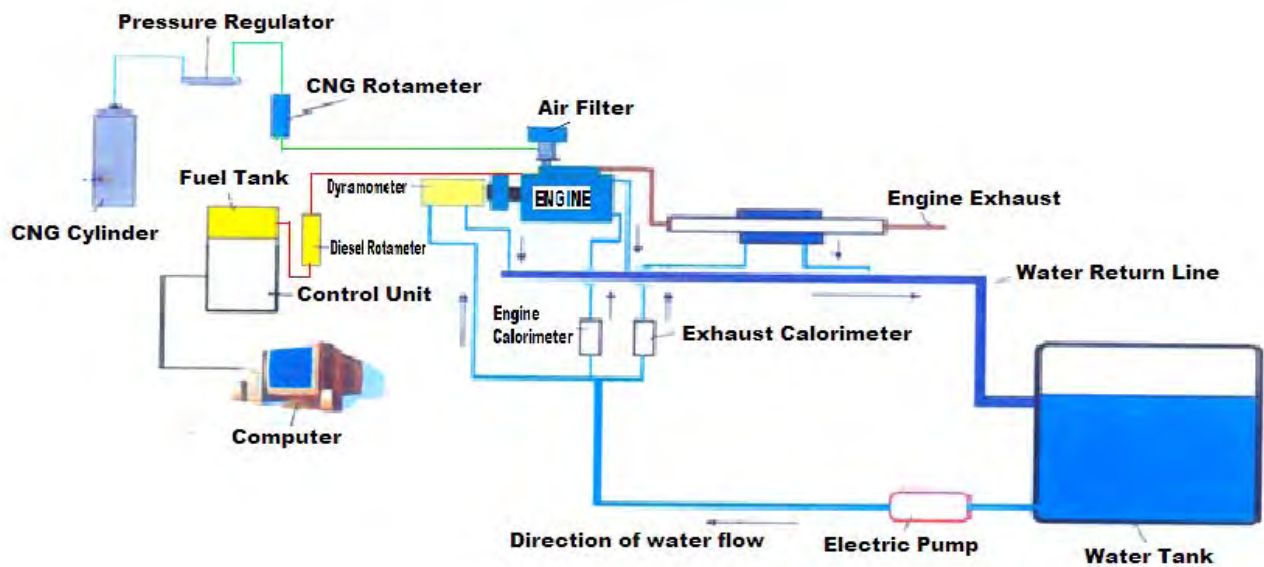 Pressure Regulator
CNG Rotameter
Air Filter
Fuel Tank
Dyramometer
ENGINE
Engine Exhaust
CNG Cylinder
Diesel Rotameter
Water Return Line
Control Unit
Engine
Calorimeter
Exhaust Calorimeter
Computer
Direction of water flow
Electric Pump
Water Tank